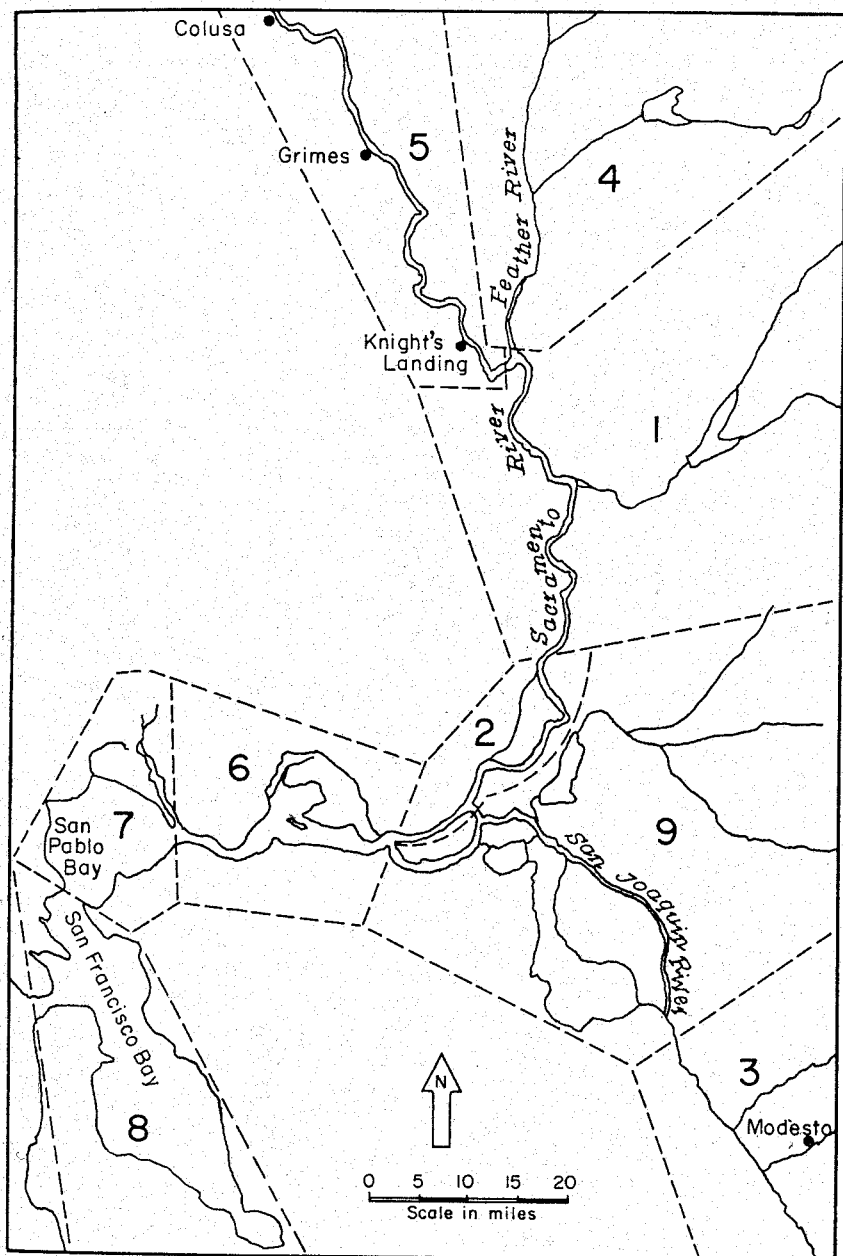 Colusa
Grimes
5
4
Feather River
Knight's
Landing
1
Sacramento River
2
6
7
San
Pablo
Bay
9
San Joaquin River
San Francisco Bay
8
3
Modesto
N
0 5 10 15 20
Scale in miles